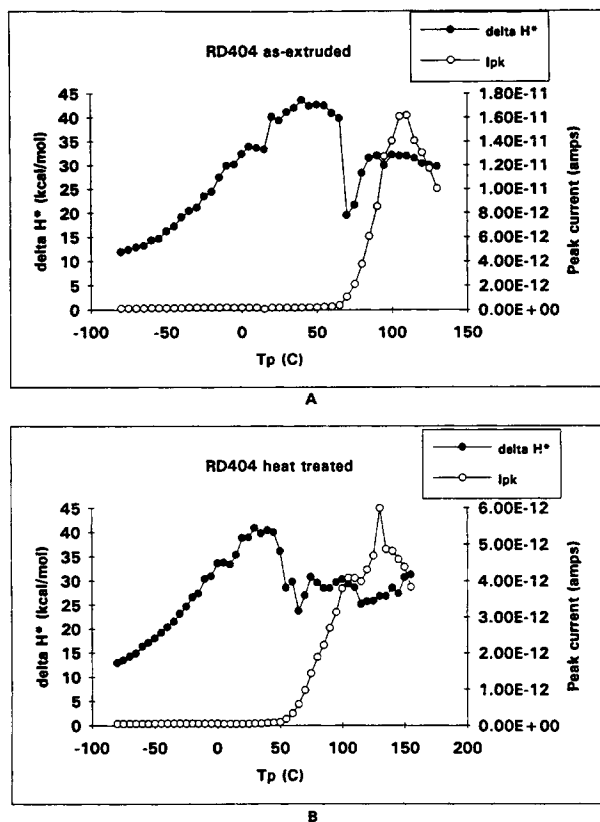 RD404 as-extruded
delta H*
Ipk
delta H* (kcal/mol)
45
40
35
30
25
20
15
10
5
0
1.80E-11
1.60E-11
1.40E-11
1.20E-11
1.00E-11
8.00E-12
6.00E-12
4.00E-12
2.00E-12
0.00E+00
Peak current (amps)
-100 -50 0 50 100 150
Tp (C)
A
RD404 heat treated
delta H*
Ipk
delta H* (kcal/mol)
45
40
35
30
25
20
15
10
5
0
6.00E-12
5.00E-12
4.00E-12
3.00E-12
2.00E-12
1.00E-12
0.00E+00
Peak current (amps)
-100 -50 0 50 100 150 200
Tp (C)
B